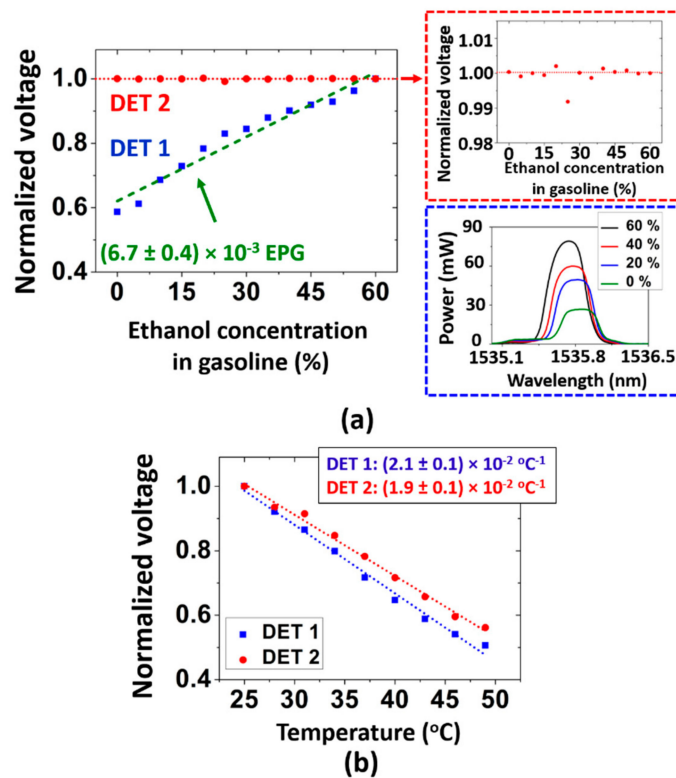 Normalized voltage
1.0
0.8
0.6
0.4
DET 2
DET 1
(6.7 ± 0.4) × 10⁻³ EPG
0 15 30 45 60
Ethanol concentration
in gasoline (%)
Normalized voltage
1.01
1.00
0.99
0.98
0 15 30 45 60
Ethanol concentration
in gasoline (%)
Power (mW)
90
60
30
0
60 %
40 %
20 %
0 %
1535.1 1535.8 1536.5
Wavelength (nm)
(a)
Normalized voltage
1.0
0.8
0.6
0.4
DET 1: (2.1 ± 0.1) × 10⁻² ᵒC⁻¹
DET 2: (1.9 ± 0.1) × 10⁻² ᵒC⁻¹
DET 1
DET 2
25 30 35 40 45 50
Temperature (ᵒC)
(b)